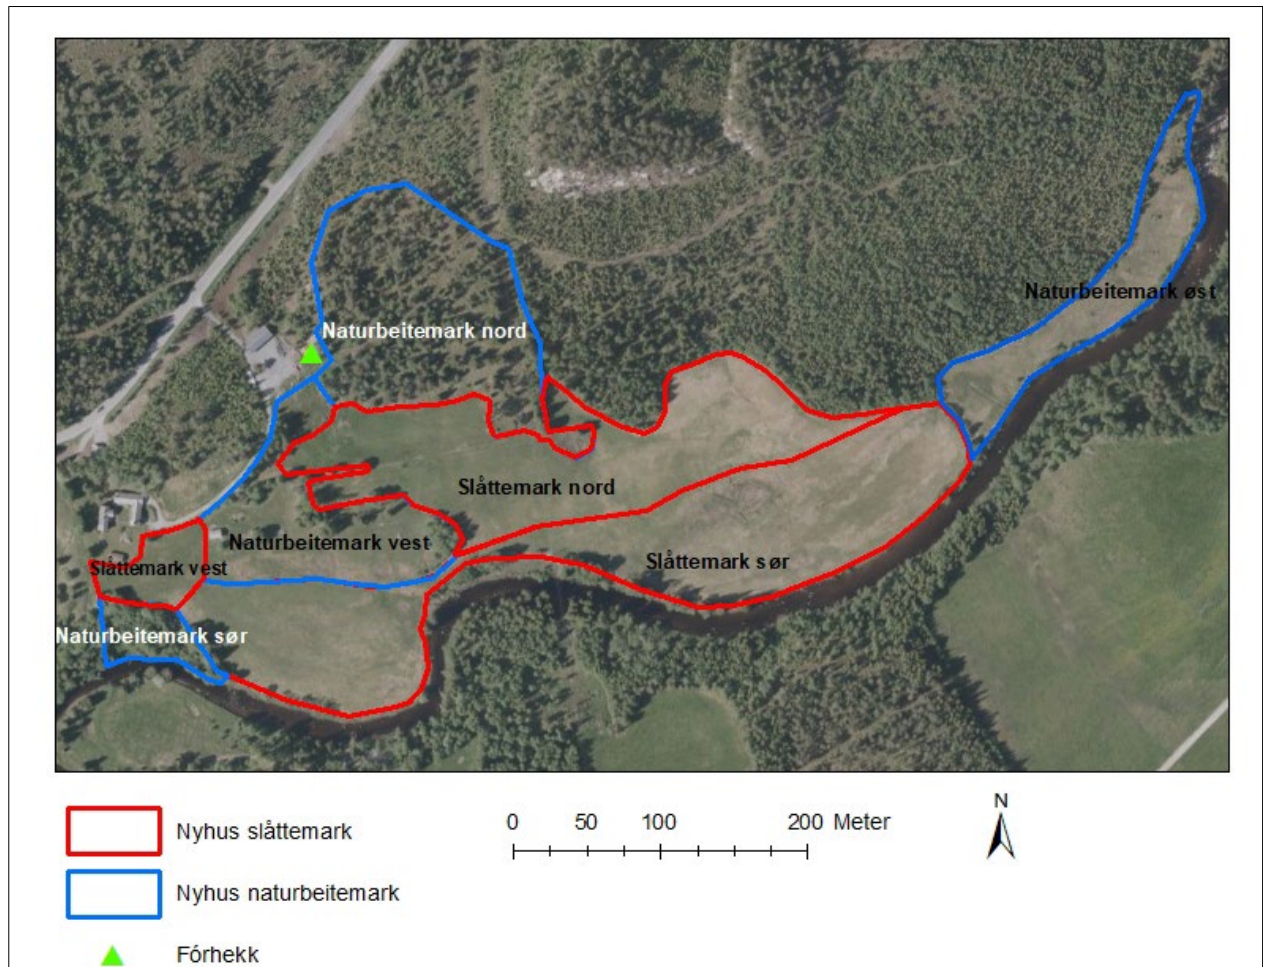 Naturbeitemark øst
Naturbeitemark nord
Slåttemark nord
Naturbeitemark vest
Slåttemark sør
Slåttemark vest
Naturbeitemark sør
N
0 50 100 200 Meter
Nyhus slåttemark
Nyhus naturbeitemark
Fórhekk